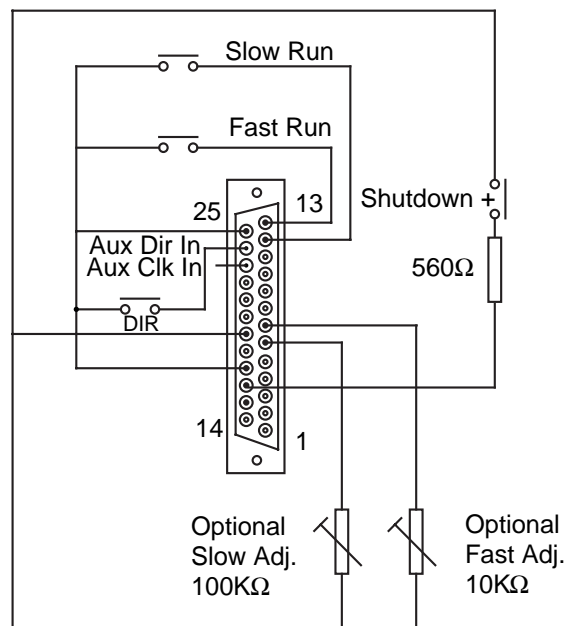 Slow Run
Fast Run
25
13
Shutdown +
Aux Dir In
Aux Clk In
560Ω
DIR
14
1
Optional
Slow Adj.
100KΩ
Optional
Fast Adj.
10KΩ